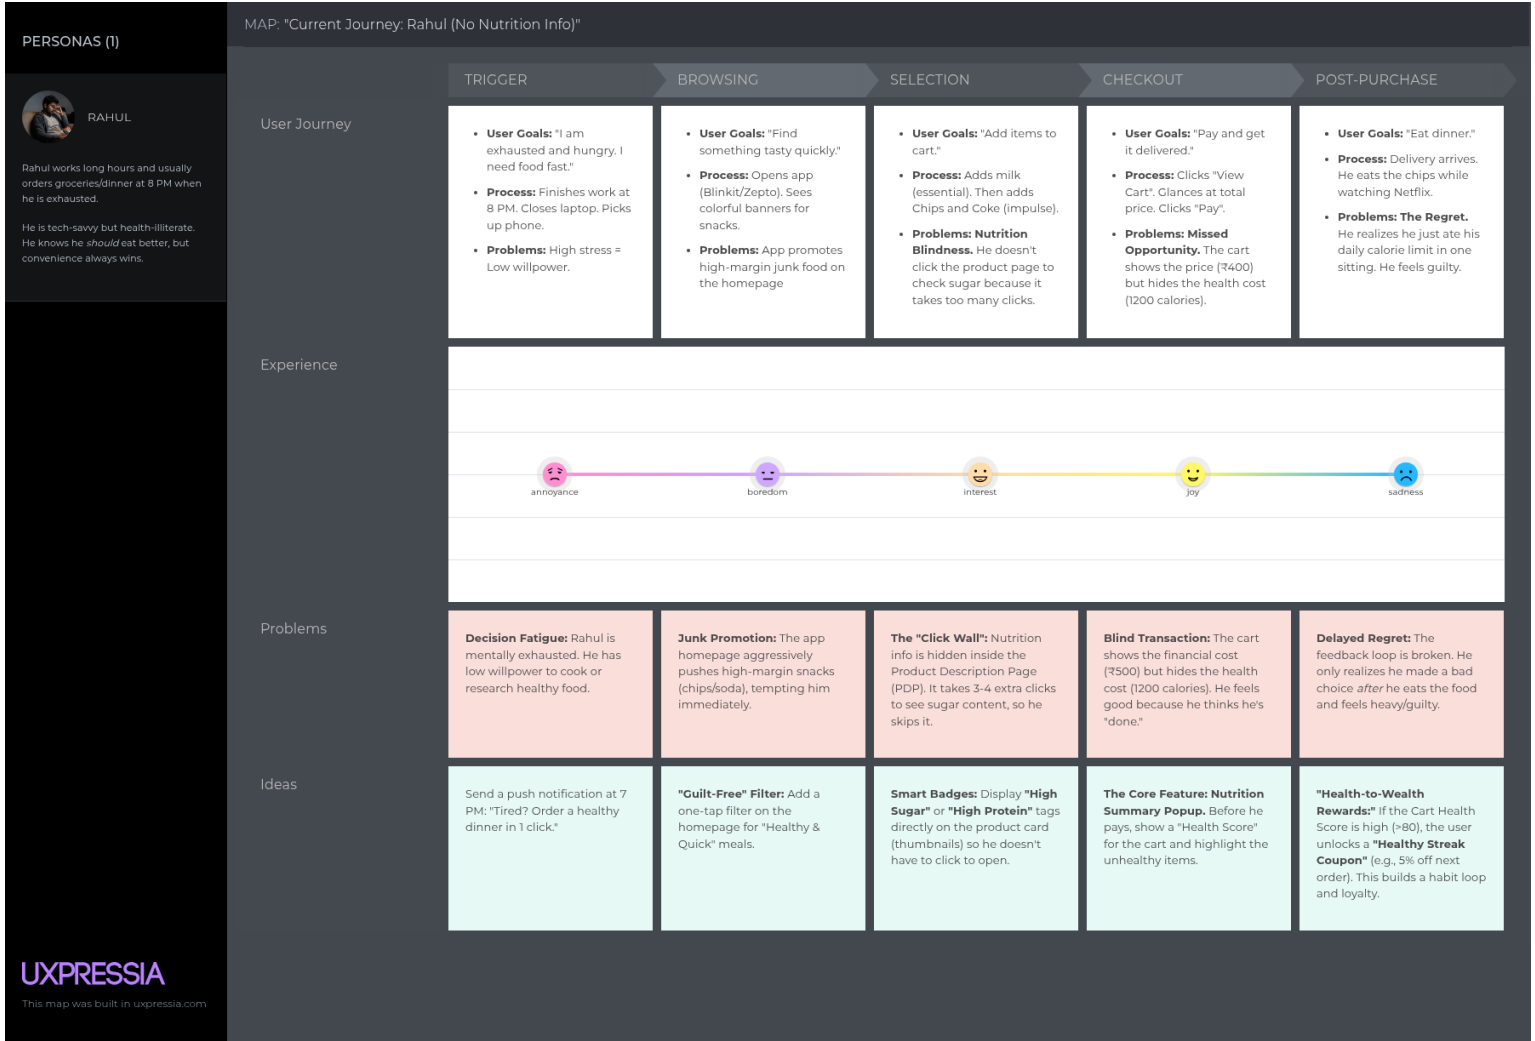 PERSONAS (1)
RAHUL
Rahul works long hours and usually
orders groceries/dinner at 8 PM when
he is exhausted.
He is tech-savvy but health-illiterate.
He knows he should eat better, but
convenience always wins.
UXPRESSIA
This map was built in uxpressia.com
MAP: "Current Journey: Rahul (No Nutrition Info)"
TRIGGER
BROWSING
SELECTION
CHECKOUT
POST-PURCHASE
User Journey
• User Goals: "I am
exhausted and hungry. I
need food fast."
• Process: Finishes work at
8 PM. Closes laptop. Picks
up phone.
• Problems: High stress =
Low willpower.
• User Goals: "Find
something tasty quickly."
• Process: Opens app
(Blinkit/Zepto). Sees
colorful banners for
snacks.
• Problems: App promotes
high-margin junk food on
the homepage
• User Goals: "Add items to
cart."
• Process: Adds milk
(essential). Then adds
Chips and Coke (impulse).
• Problems: Nutrition
Blindness. He doesn't
click the product page to
check sugar because it
takes too many clicks.
• User Goals: "Pay and get
it delivered."
• Process: Clicks "View
Cart". Glances at total
price. Clicks "Pay".
• Problems: Missed
Opportunity. The cart
shows the price (₹400)
but hides the health cost
(1200 calories).
• User Goals: "Eat dinner."
• Process: Delivery arrives.
He eats the chips while
watching Netflix.
• Problems: The Regret.
He realizes he just ate his
daily calorie limit in one
sitting. He feels guilty.
Experience
annoyance
boredom
interest
joy
sadness
Problems
Decision Fatigue: Rahul is
mentally exhausted. He has
low willpower to cook or
research healthy food.
Junk Promotion: The app
homepage aggressively
pushes high-margin snacks
(chips/soda), tempting him
immediately.
The "Click Wall": Nutrition
info is hidden inside the
Product Description Page
(PDP). It takes 3-4 extra clicks
to see sugar content, so he
skips it.
Blind Transaction: The cart
shows the financial cost
(₹500) but hides the health
cost (1200 calories). He feels
good because he thinks he's
"done."
Delayed Regret: The
feedback loop is broken. He
only realizes he made a bad
choice after he eats the food
and feels heavy/guilty.
Ideas
Send a push notification at 7
PM: "Tired? Order a healthy
dinner in 1 click."
"Guilt-Free" Filter: Add a
one-tap filter on the
homepage for "Healthy &
Quick" meals.
Smart Badges: Display "High
Sugar" or "High Protein" tags
directly on the product card
(thumbnails) so he doesn't
have to click to open.
The Core Feature: Nutrition
Summary Popup. Before he
pays, show a "Health Score"
for the cart and highlight the
unhealthy items.
"Health-to-Wealth
Rewards:" If the Cart Health
Score is high (>80), the user
unlocks a "Healthy Streak
Coupon" (e.g., 5% off next
order). This builds a habit loop
and loyalty.